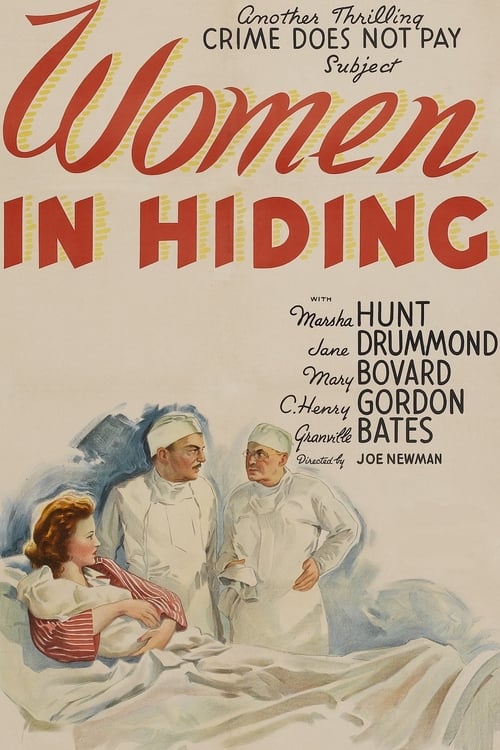 Another Thrilling
CRIME DOES NOT PAY
Subject
Women
IN HIDING
WITH
Marsha HUNT
Jane DRUMMOND
Mary BOVARD
C. Henry GORDON
Granville BATES
Directed by JOE NEWMAN